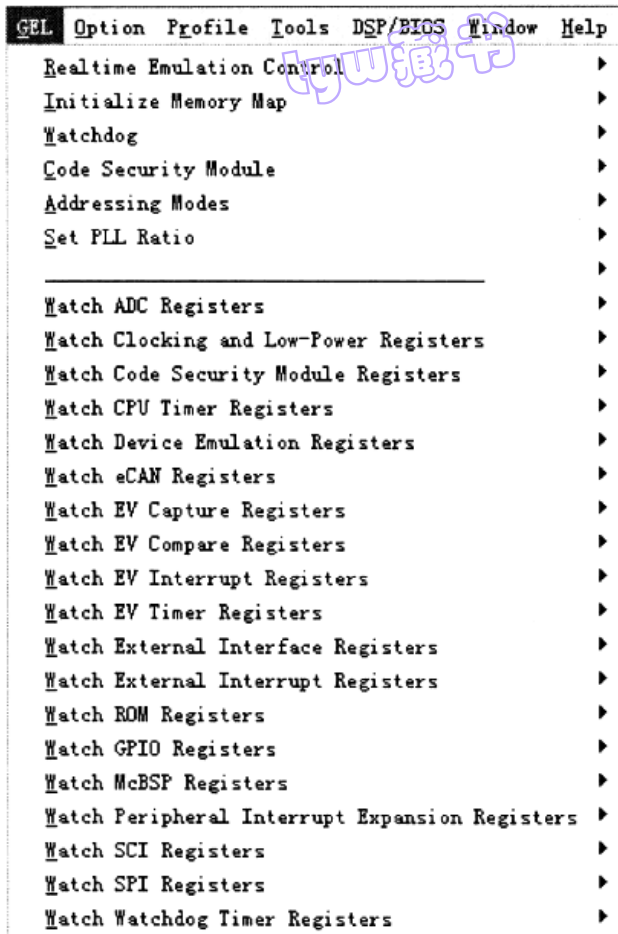 GEL Option Profile Tools DSP/BIOS Window Help
tyw藏书
Realtime Emulation Control
Initialize Memory Map
Watchdog
Code Security Module
Addressing Modes
Set PLL Ratio
Watch ADC Registers
Watch Clocking and Low-Power Registers
Watch Code Security Module Registers
Watch CPU Timer Registers
Watch Device Emulation Registers
Watch eCAN Registers
Watch EV Capture Registers
Watch EV Compare Registers
Watch EV Interrupt Registers
Watch EV Timer Registers
Watch External Interface Registers
Watch External Interrupt Registers
Watch ROM Registers
Watch GPIO Registers
Watch McBSP Registers
Watch Peripheral Interrupt Expansion Registers
Watch SCI Registers
Watch SPI Registers
Watch Watchdog Timer Registers